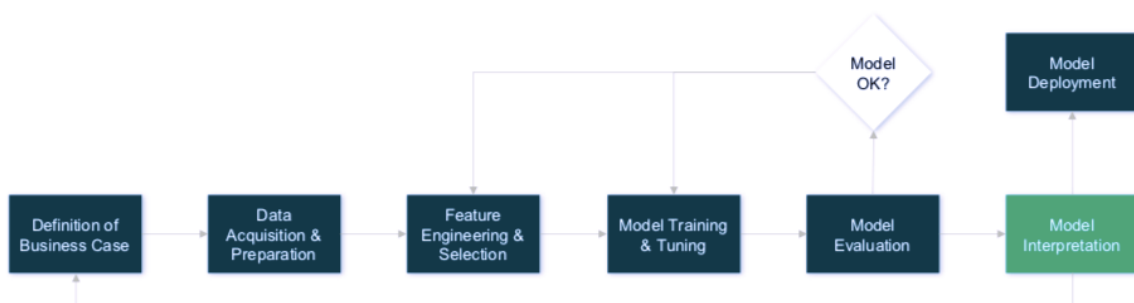 Model
OK?
Model
Deployment
Definition of
Business Case
Data
Acquisition &
Preparation
Feature
Engineering &
Selection
Model Training
& Tuning
Model
Evaluation
Model
Interpretation